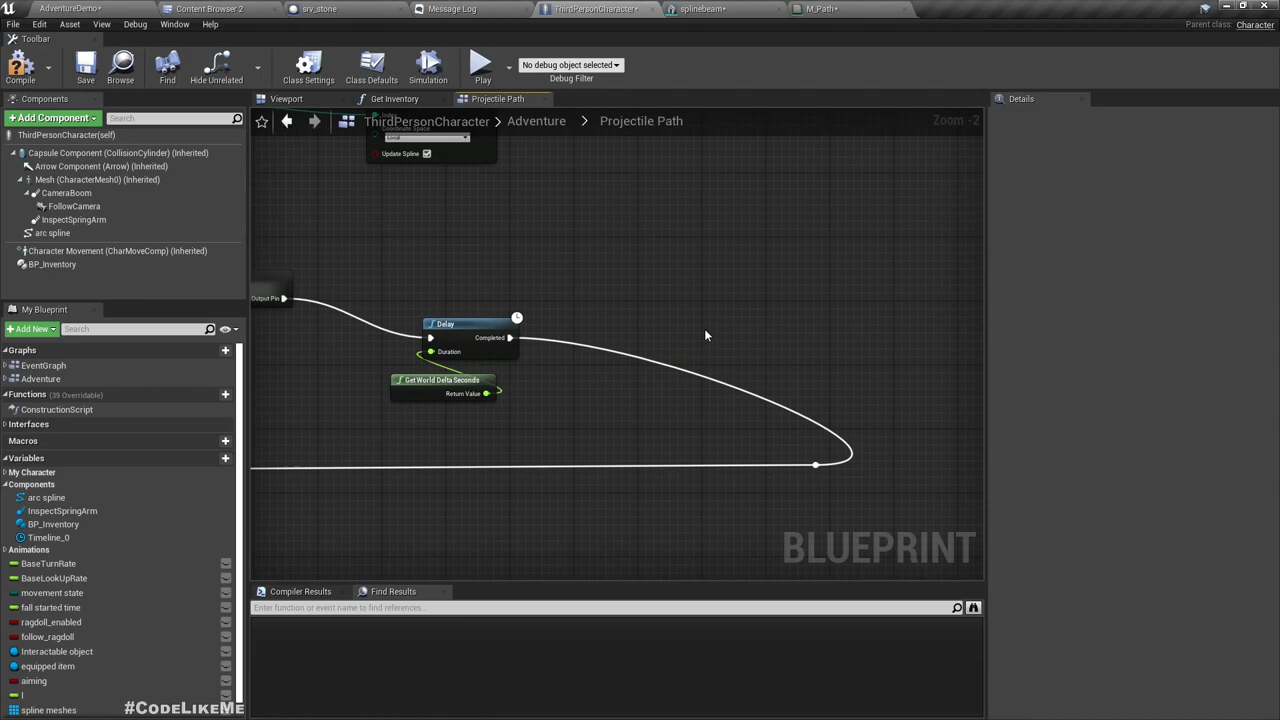 AdventureDemo•
Content Browser 2
srv_stone
Message Log
ThirdPersonCharacter•
splinebeam•
M_Path•
File Edit Asset View Debug Window Help
Parent class: Character
Toolbar
Compile
Save
Browse
Find
Hide Unrelated
Class Settings
Class Defaults
Simulation
Play
No debug object selected
Debug Filter
Components
Viewport
Get Inventory
Projectile Path
Details
+ Add Component
Search
ThirdPersonCharacter > Adventure > Projectile Path
Zoom -2
ThirdPersonCharacter(self)
Capsule Component (CollisionCylinder) (Inherited)
Arrow Component (Arrow) (Inherited)
Mesh (CharacterMesh0) (Inherited)
CameraBoom
FollowCamera
InspectSpringArm
arc spline
Character Movement (CharMoveComp) (Inherited)
BP_Inventory
Coordinate Space
Local
Update Spline
Output Pin
Delay
Completed
Duration
Get World Delta Seconds
Return Value
BLUEPRINT
My Blueprint
+ Add New
Search
Graphs
EventGraph
Adventure
Functions (39 Overridable)
ConstructionScript
Interfaces
Macros
Variables
My Character
Components
arc spline
InspectSpringArm
BP_Inventory
Timeline_0
Animations
BaseTurnRate
BaseLookUpRate
movement state
fall started time
ragdoll_enabled
follow_ragdoll
Interactable object
equipped item
aiming
l
spline meshes
Compiler Results
Find Results
Enter function or event name to find references...
#CodeLikeMe